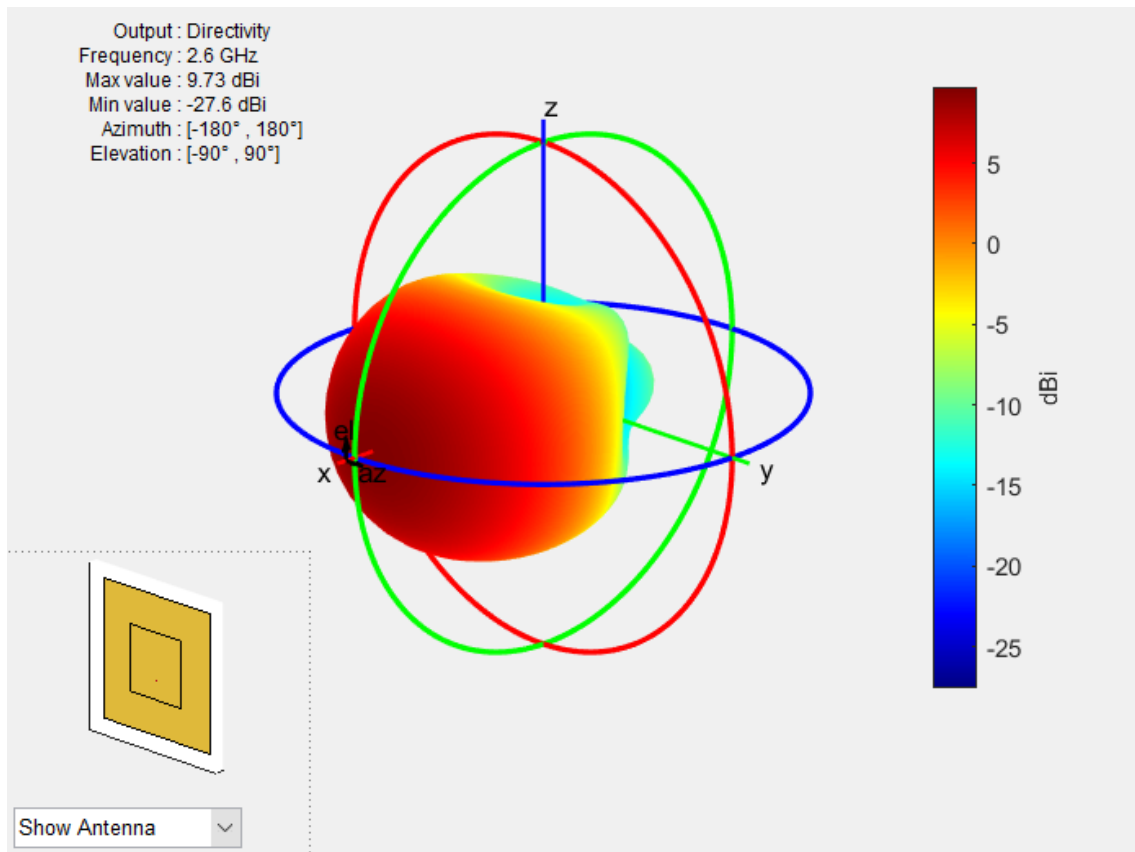 Output : Directivity
Frequency : 2.6 GHz
Max value : 9.73 dBi
Min value : -27.6 dBi
Azimuth : [-180° , 180°]
Elevation : [-90° , 90°]
z
5
0
-5
-10
-15
-20
-25
dBi
el
x
az
y
Show Antenna